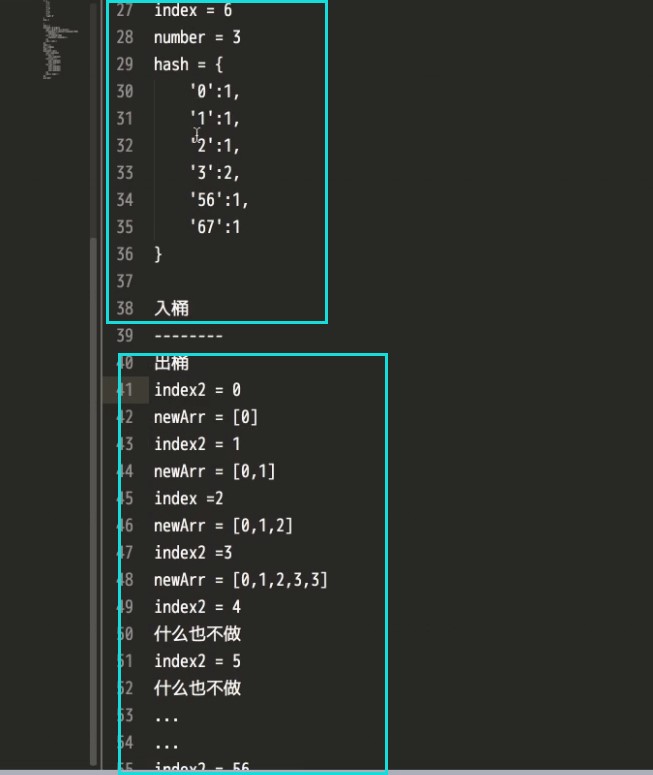 27 index = 6
28 number = 3
29 hash = {
30 '0':1,
31 '1':1,
32 '2':1,
33 '3':2,
34 '56':1,
35 '67':1
36 }
37
38 入桶
39 --------
40 出桶
41 index2 = 0
42 newArr = [0]
43 index2 = 1
44 newArr = [0,1]
45 index =2
46 newArr = [0,1,2]
47 index2 =3
48 newArr = [0,1,2,3,3]
49 index2 = 4
50 什么也不做
51 index2 = 5
52 什么也不做
53 ...
54 ...
55 index2 = 56